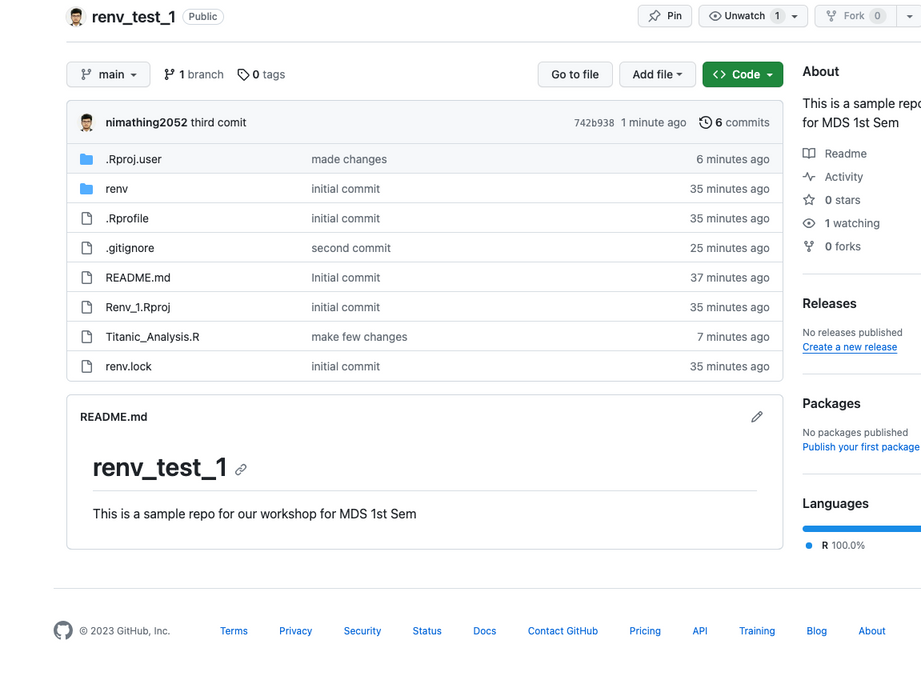 renv_test_1 Public Pin Unwatch 1 Fork 0
main 1 branch 0 tags Go to file Add file Code
nimathing2052 third comit 742b938 1 minute ago 6 commits
.Rproj.user made changes 6 minutes ago
renv initial commit 35 minutes ago
.Rprofile initial commit 35 minutes ago
.gitignore second commit 25 minutes ago
README.md Initial commit 37 minutes ago
Renv_1.Rproj initial commit 35 minutes ago
Titanic_Analysis.R make few changes 7 minutes ago
renv.lock initial commit 35 minutes ago
README.md
renv_test_1
This is a sample repo for our workshop for MDS 1st Sem
About
This is a sample
for MDS 1st Sem
Readme
Activity
0 stars
1 watching
0 forks
Releases
No releases published
Create a new release
Packages
No packages published
Publish your first package
Languages
R 100.0%
© 2023 GitHub, Inc. Terms Privacy Security Status Docs Contact GitHub Pricing API Training Blog About